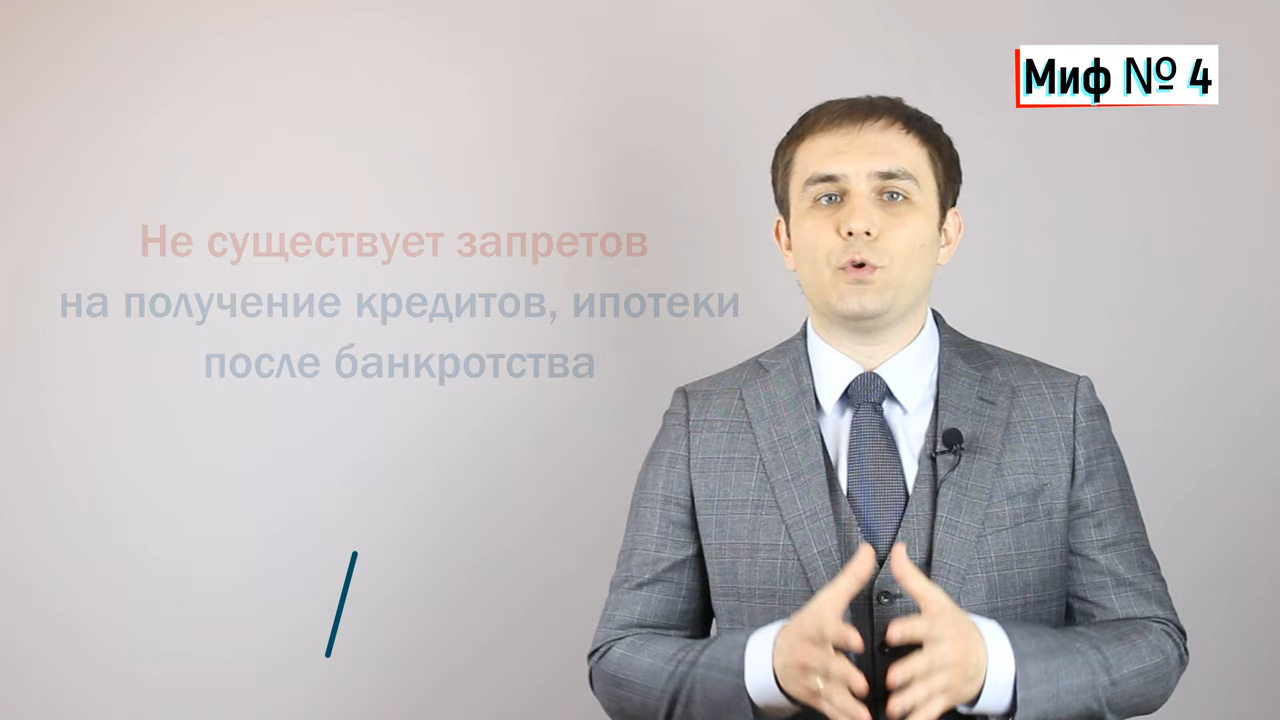 Миф № 4
Не существует запретов
на получение кредитов, ипотеки
после банкротства